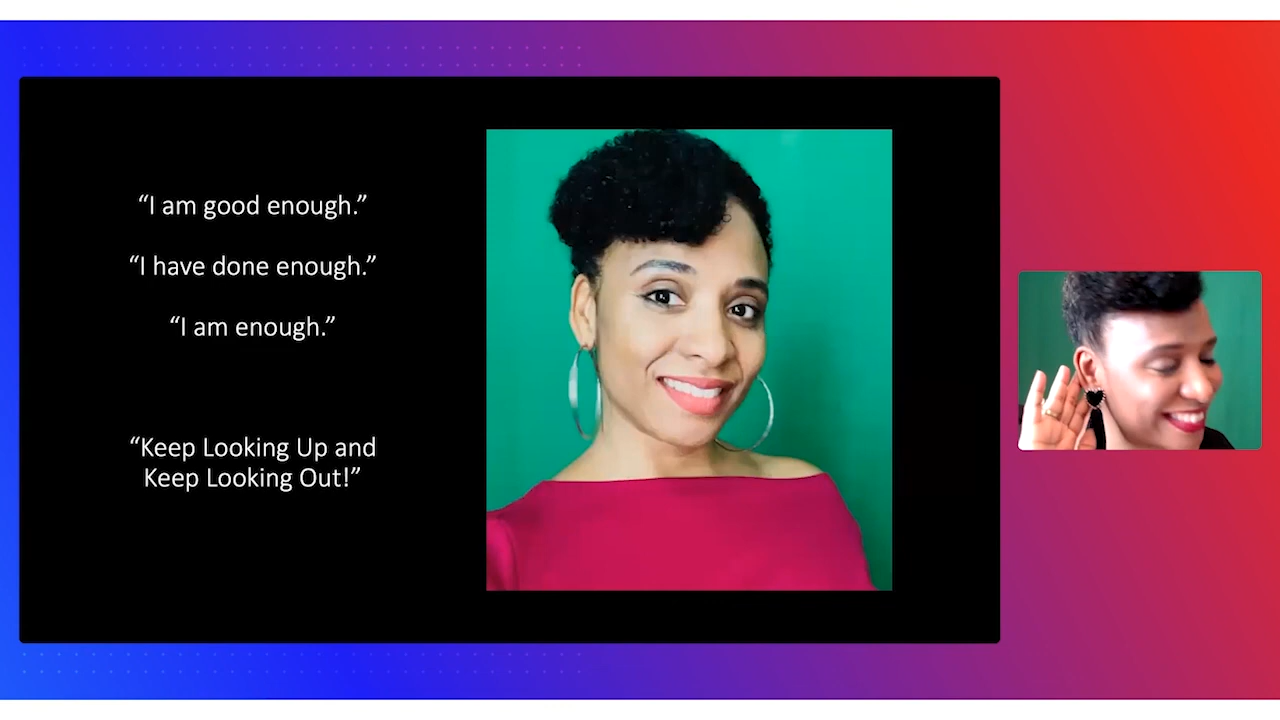 “I am good enough.”
“I have done enough.”
“I am enough.”
“Keep Looking Up and
Keep Looking Out!”